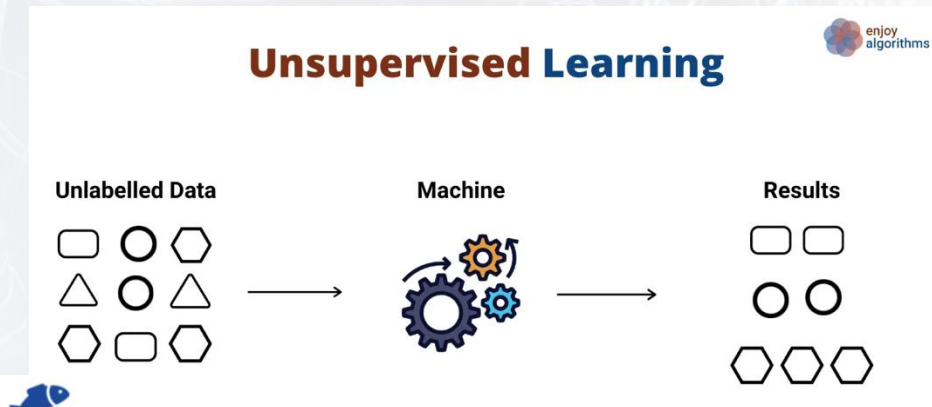 enjoy
algorithms
Unsupervised Learning
Unlabelled Data
Machine
Results